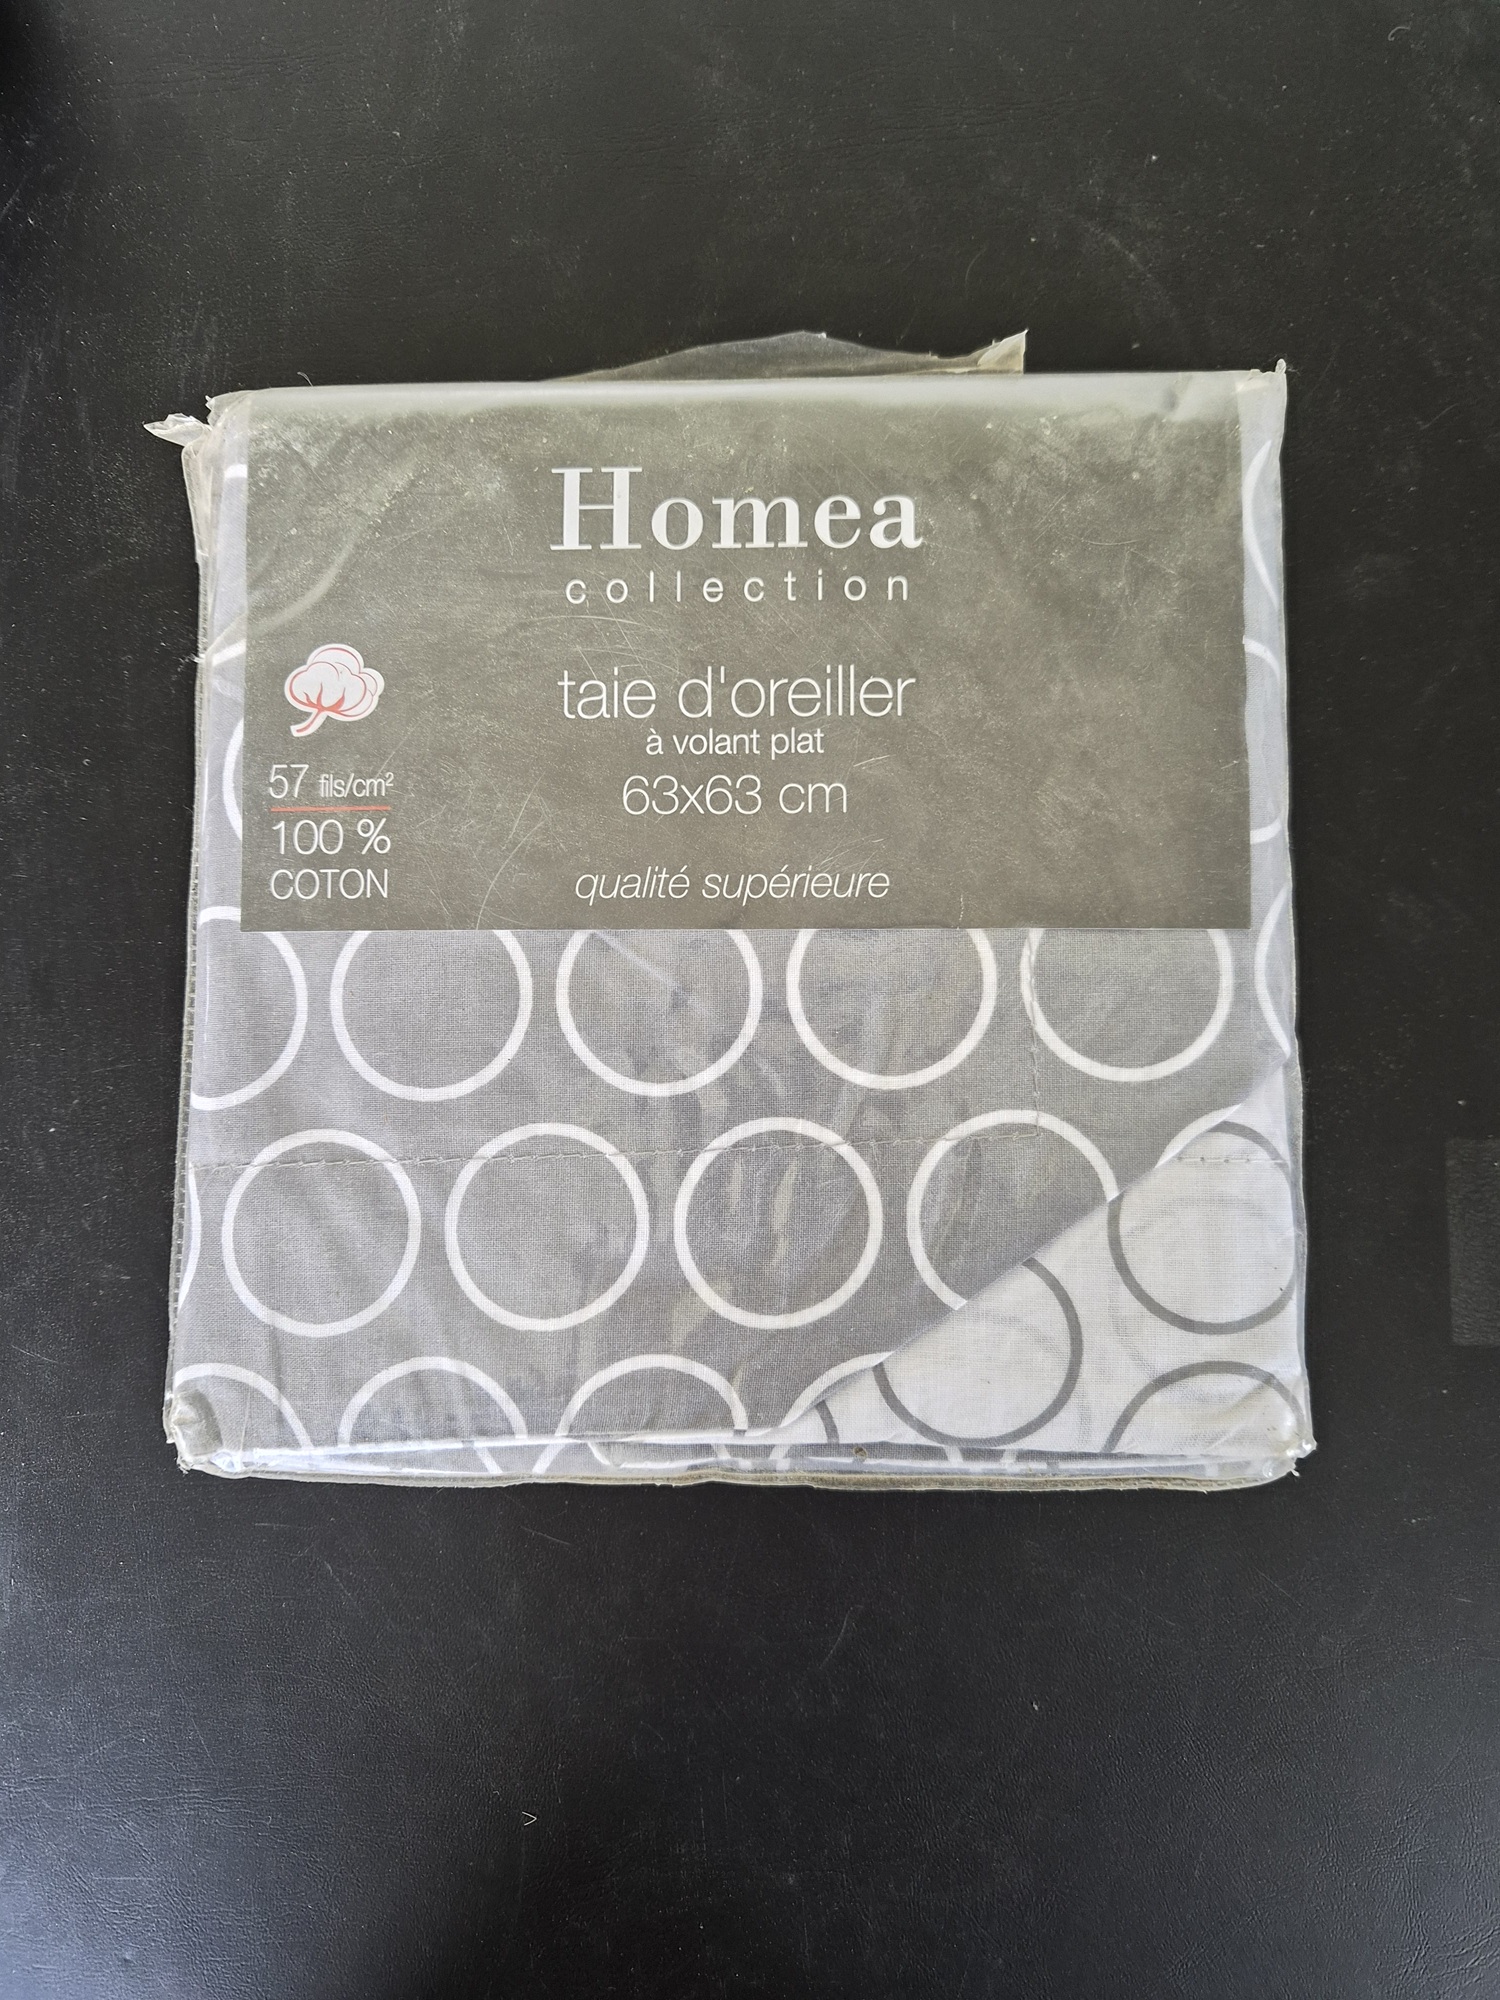 Homea
collection
taie d'oreiller
à volant plat
63x63 cm
qualité supérieure
57 fils/cm²
100 %
COTON